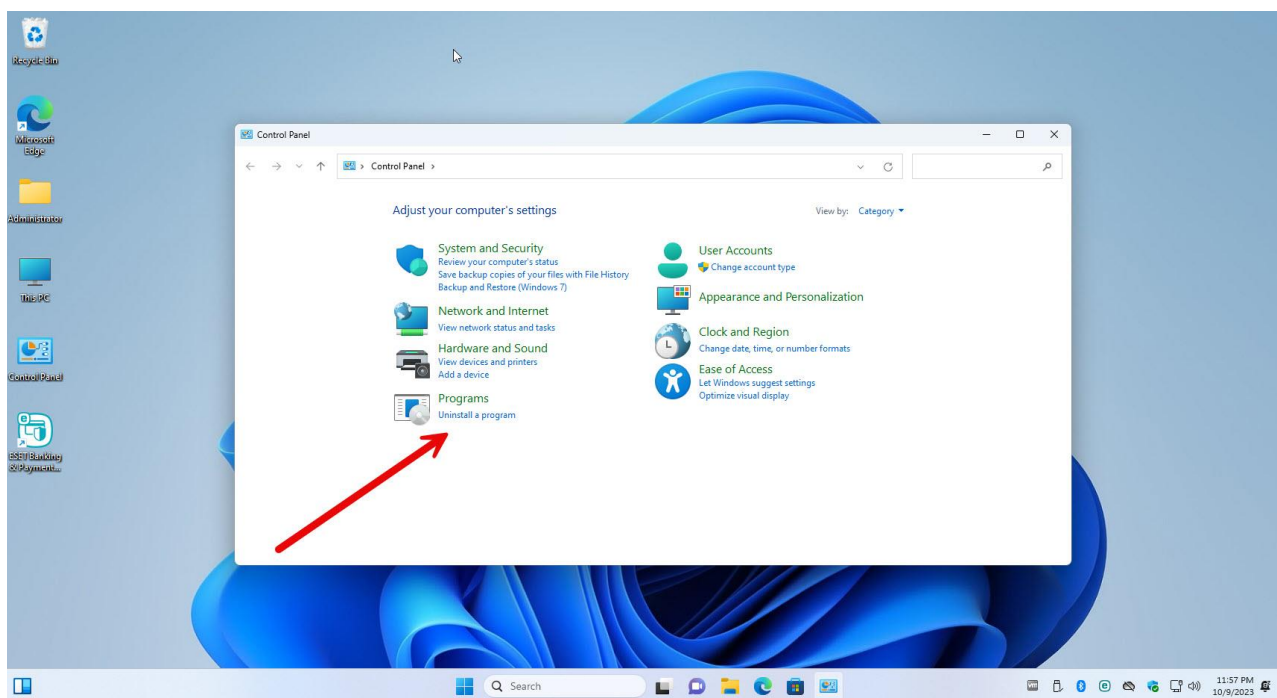 Recycle Bin
Microsoft
Edge
Administrator
This PC
Control Panel
ESET Banking
& Payment...
Control Panel
Control Panel
Adjust your computer's settings
View by: Category
System and Security
Review your computer's status
Save backup copies of your files with File History
Backup and Restore (Windows 7)
Network and Internet
View network status and tasks
Hardware and Sound
View devices and printers
Add a device
Programs
Uninstall a program
User Accounts
Change account type
Appearance and Personalization
Clock and Region
Change date, time, or number formats
Ease of Access
Let Windows suggest settings
Optimize visual display
Search
11:57 PM
10/9/2023